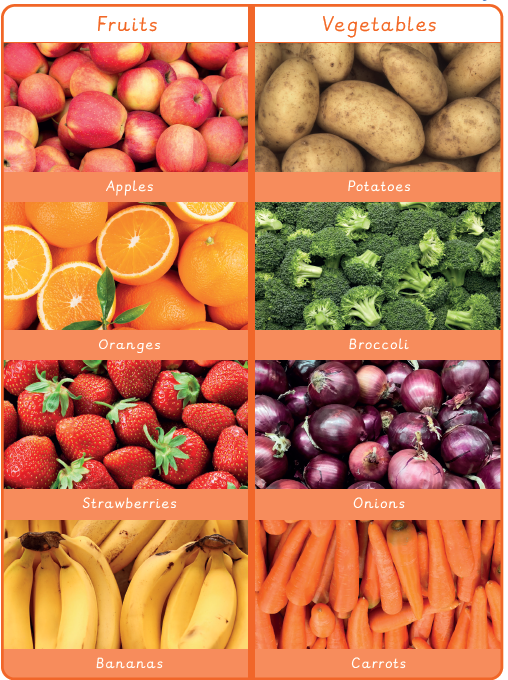 Fruits
Vegetables
Apples
Potatoes
Oranges
Broccoli
Strawberries
Onions
Bananas
Carrots